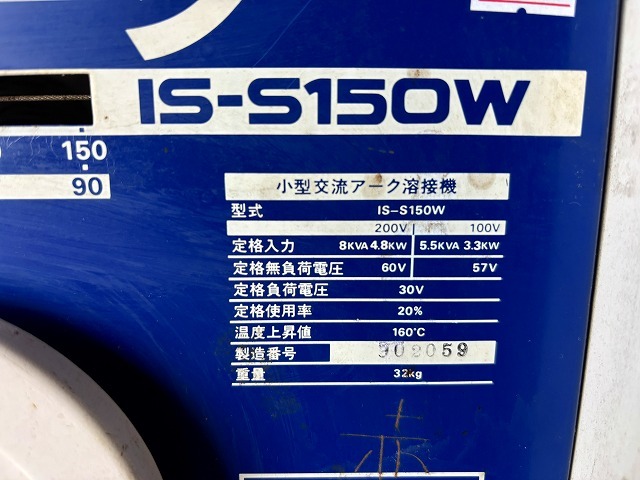 IS-S150W
150
90
小型交流アーク溶接機
型式 IS-S150W
200V 100V
定格入力 8KVA 4.8KW 5.5KVA 3.3KW
定格無負荷電圧 60V 57V
定格負荷電圧 30V
定格使用率 20%
温度上昇値 160℃
製造番号 902059
重量 32kg
赤